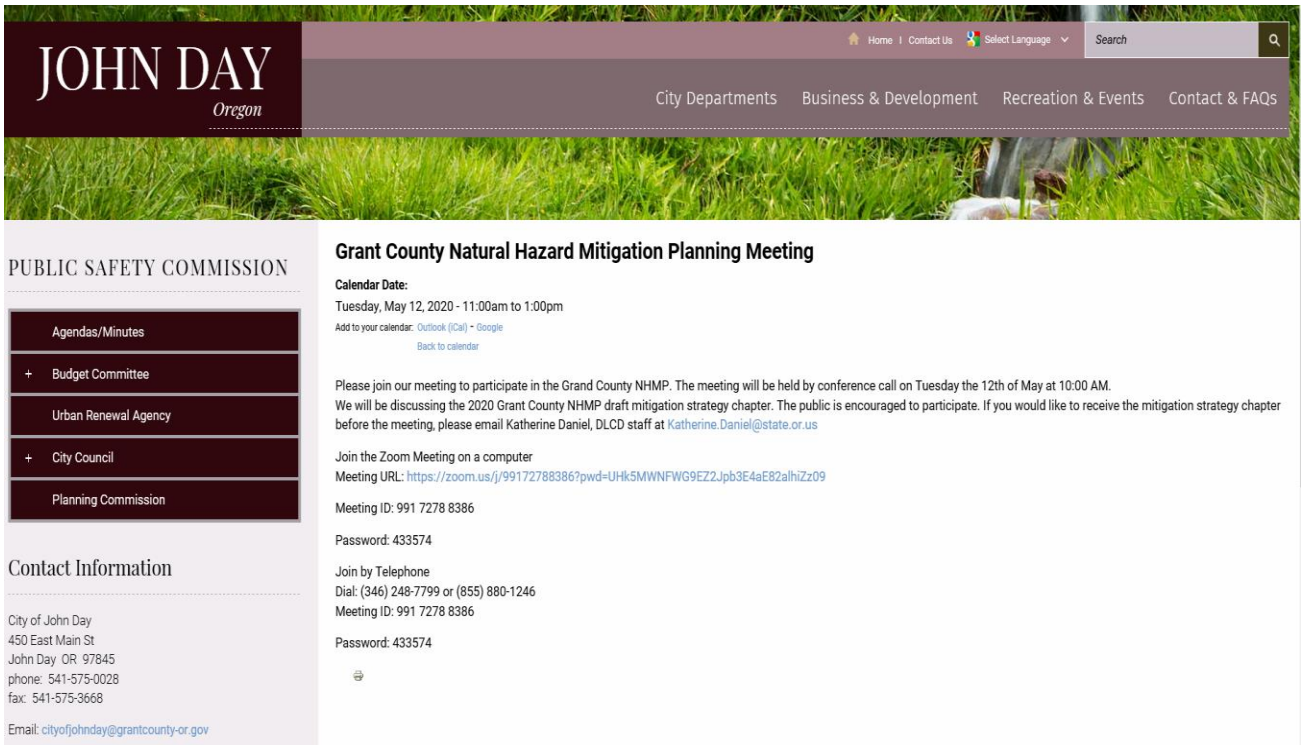 JOHN DAY
Oregon
Home | Contact Us Select Language Search
City Departments Business & Development Recreation & Events Contact & FAQs
PUBLIC SAFETY COMMISSION
Agendas/Minutes
+ Budget Committee
Urban Renewal Agency
+ City Council
Planning Commission
Contact Information
City of John Day
450 East Main St
John Day OR 97845
phone: 541-575-0028
fax: 541-575-3668
Email: cityofjohnday@grantcounty-or.gov
Grant County Natural Hazard Mitigation Planning Meeting
Calendar Date:
Tuesday, May 12, 2020 - 11:00am to 1:00pm
Add to your calendar: Outlook (iCal) - Google
Back to calendar
Please join our meeting to participate in the Grand County NHMP. The meeting will be held by conference call on Tuesday the 12th of May at 10:00 AM.
We will be discussing the 2020 Grant County NHMP draft mitigation strategy chapter. The public is encouraged to participate. If you would like to receive the mitigation strategy chapter
before the meeting, please email Katherine Daniel, DLCD staff at Katherine.Daniel@state.or.us
Join the Zoom Meeting on a computer
Meeting URL: https://zoom.us/j/99172788386?pwd=UHk5MWNFWG9EZ2Jpb3E4aE82alhiZz09
Meeting ID: 991 7278 8386
Password: 433574
Join by Telephone
Dial: (346) 248-7799 or (855) 880-1246
Meeting ID: 991 7278 8386
Password: 433574